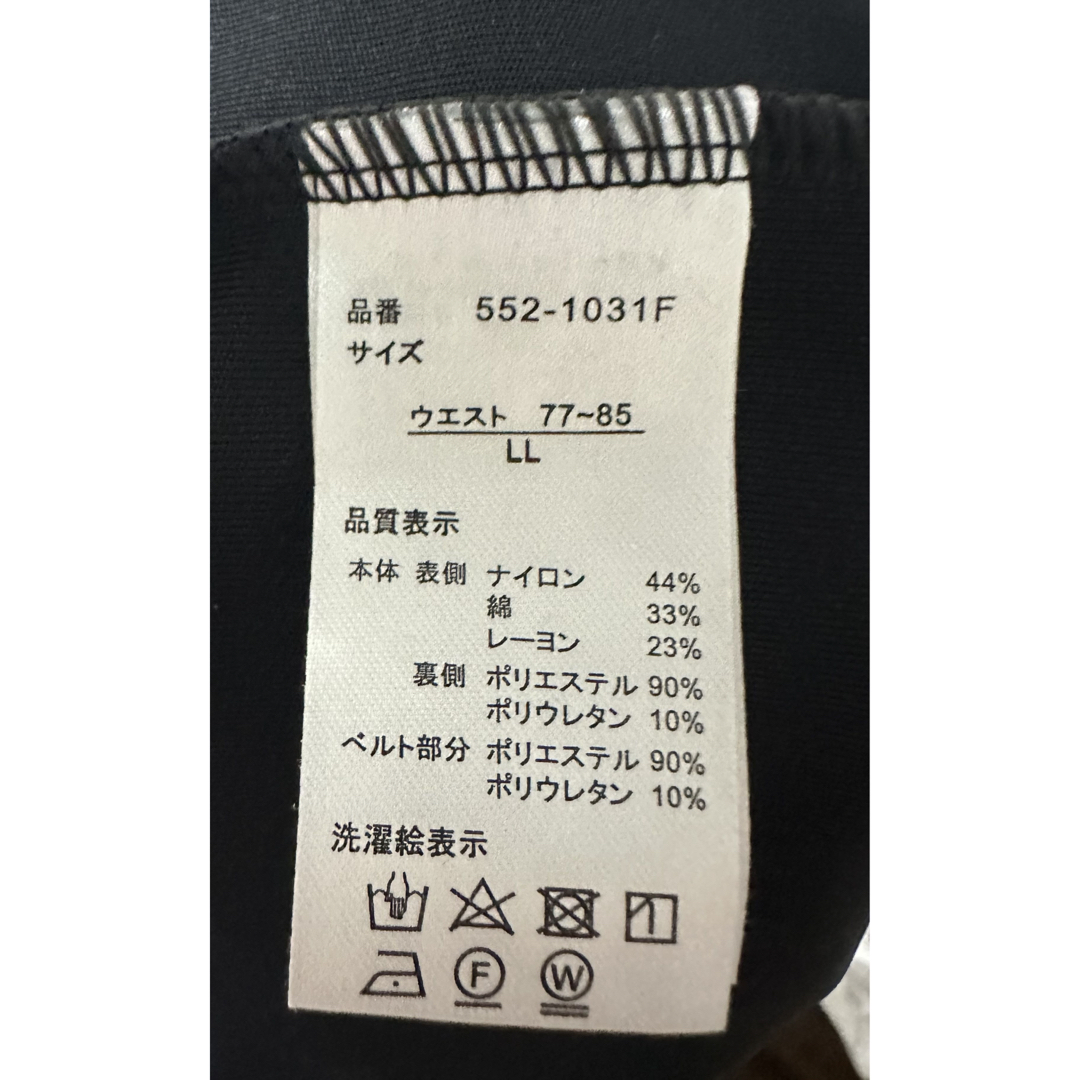 品番 552-1031F
サイズ
ウエスト 77~85
LL
品質表示
本体 表側 ナイロン 44%
綿 33%
レーヨン 23%
裏側 ポリエステル 90%
ポリウレタン 10%
ベルト部分 ポリエステル 90%
ポリウレタン 10%
洗濯絵表示
F W